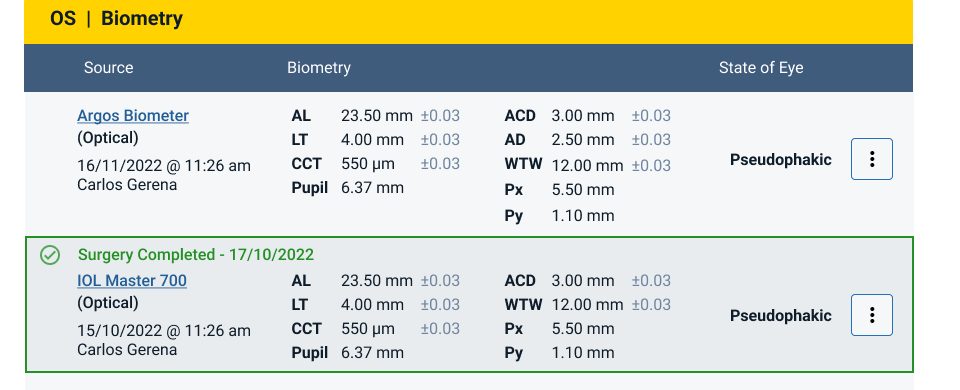 OS | Biometry
Source Biometry State of Eye
Argos Biometer
(Optical)
16/11/2022 @ 11:26 am
Carlos Gerena
AL 23.50 mm ±0.03
LT 4.00 mm ±0.03
CCT 550 µm ±0.03
Pupil 6.37 mm
ACD 3.00 mm ±0.03
AD 2.50 mm ±0.03
WTW 12.00 mm ±0.03
Px 5.50 mm
Py 1.10 mm
Pseudophakic
Surgery Completed - 17/10/2022
IOL Master 700
(Optical)
15/10/2022 @ 11:26 am
Carlos Gerena
AL 23.50 mm ±0.03
LT 4.00 mm ±0.03
CCT 550 µm ±0.03
Pupil 6.37 mm
ACD 3.00 mm ±0.03
WTW 12.00 mm ±0.03
Px 5.50 mm
Py 1.10 mm
Pseudophakic